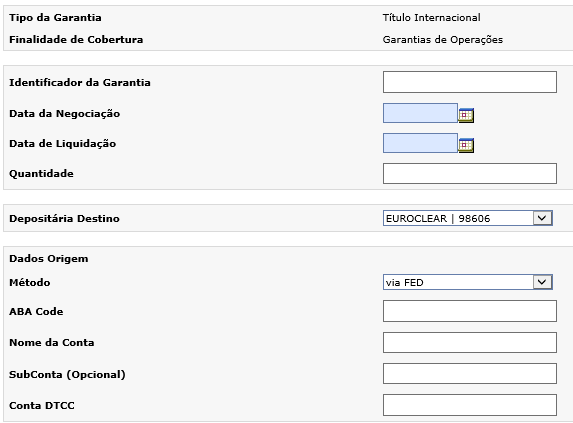 Tipo da Garantia Título Internacional
Finalidade de Cobertura Garantias de Operações
Identificador da Garantia
Data da Negociação
Data de Liquidação
Quantidade
Depositária Destino EUROCLEAR | 98606
Dados Origem
Método via FED
ABA Code
Nome da Conta
SubConta (Opcional)
Conta DTCC